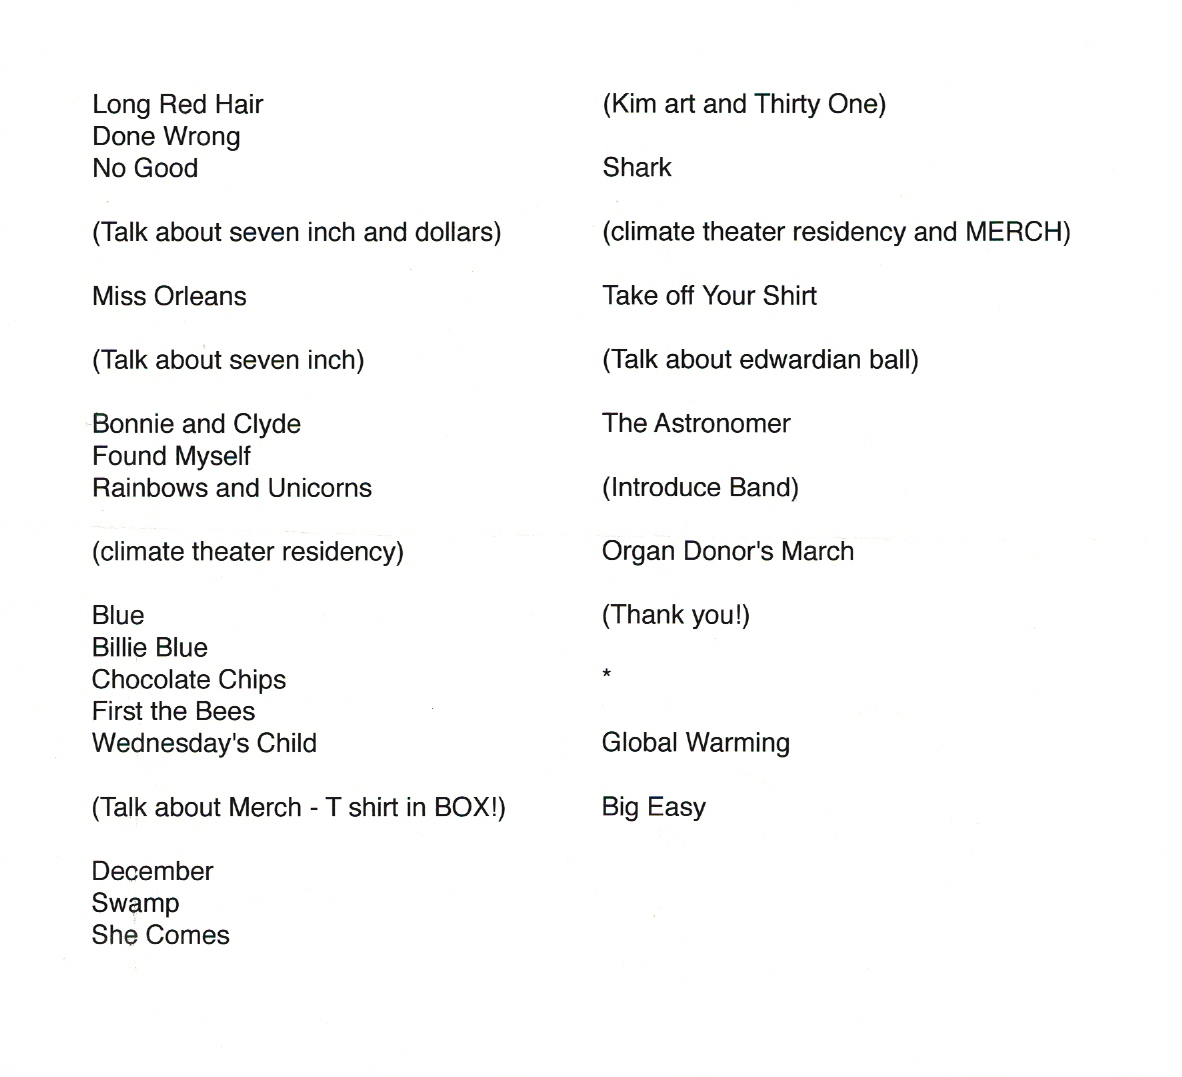 Long Red Hair
Done Wrong
No Good
(Talk about seven inch and dollars)
Miss Orleans
(Talk about seven inch)
Bonnie and Clyde
Found Myself
Rainbows and Unicorns
(climate theater residency)
Blue
Billie Blue
Chocolate Chips
First the Bees
Wednesday's Child
(Talk about Merch - T shirt in BOX!)
December
Swamp
She Comes
(Kim art and Thirty One)
Shark
(climate theater residency and MERCH)
Take off Your Shirt
(Talk about edwardian ball)
The Astronomer
(Introduce Band)
Organ Donor's March
(Thank you!)
*
Global Warming
Big Easy